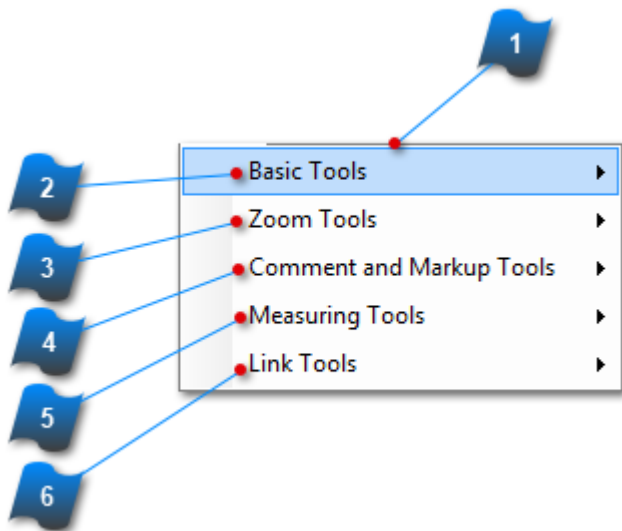 1
2 Basic Tools
3 Zoom Tools
4 Comment and Markup Tools
5 Measuring Tools
6 Link Tools